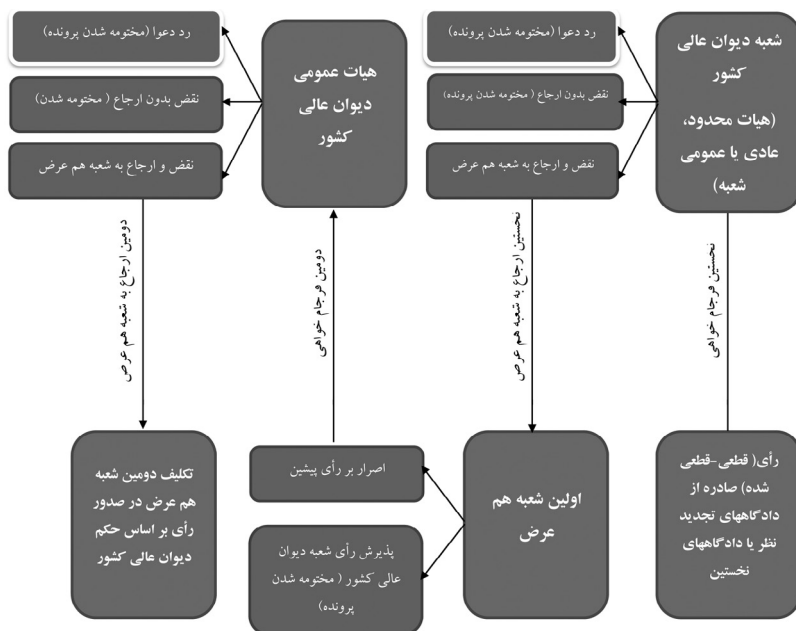 شعبه دیوان عالی
کشور
(هیات محدود،
عادی یا عمومی
شعبه)
رد دعوا (مختومه شدن پرونده)
نقض بدون ارجاع ( مختومه شدن پرونده)
نقض و ارجاع به شعبه هم عرض
هیات عمومی
دیوان عالی
کشور
رد دعوا (مختومه شدن پرونده)
نقض بدون ارجاع ( مختومه شدن)
نقض و ارجاع به شعبه هم عرض
نخستین فرجام خواهی
نخستین ارجاع به شعبه هم عرض
دومین فرجام خواهی
دومین ارجاع به شعبه هم عرض
رأی( قطعی-قطعی
شده) صادره از
دادگاههای تجدید
نظر یا دادگاههای
نخستین
اولین شعبه هم
عرض
اصرار بر رأی پیشین
پذیرش رأی شعبه دیوان
عالی کشور ( مختومه شدن
پرونده)
تکلیف دومین شعبه
هم عرض در صدور
رأی بر اساس حکم
دیوان عالی کشور